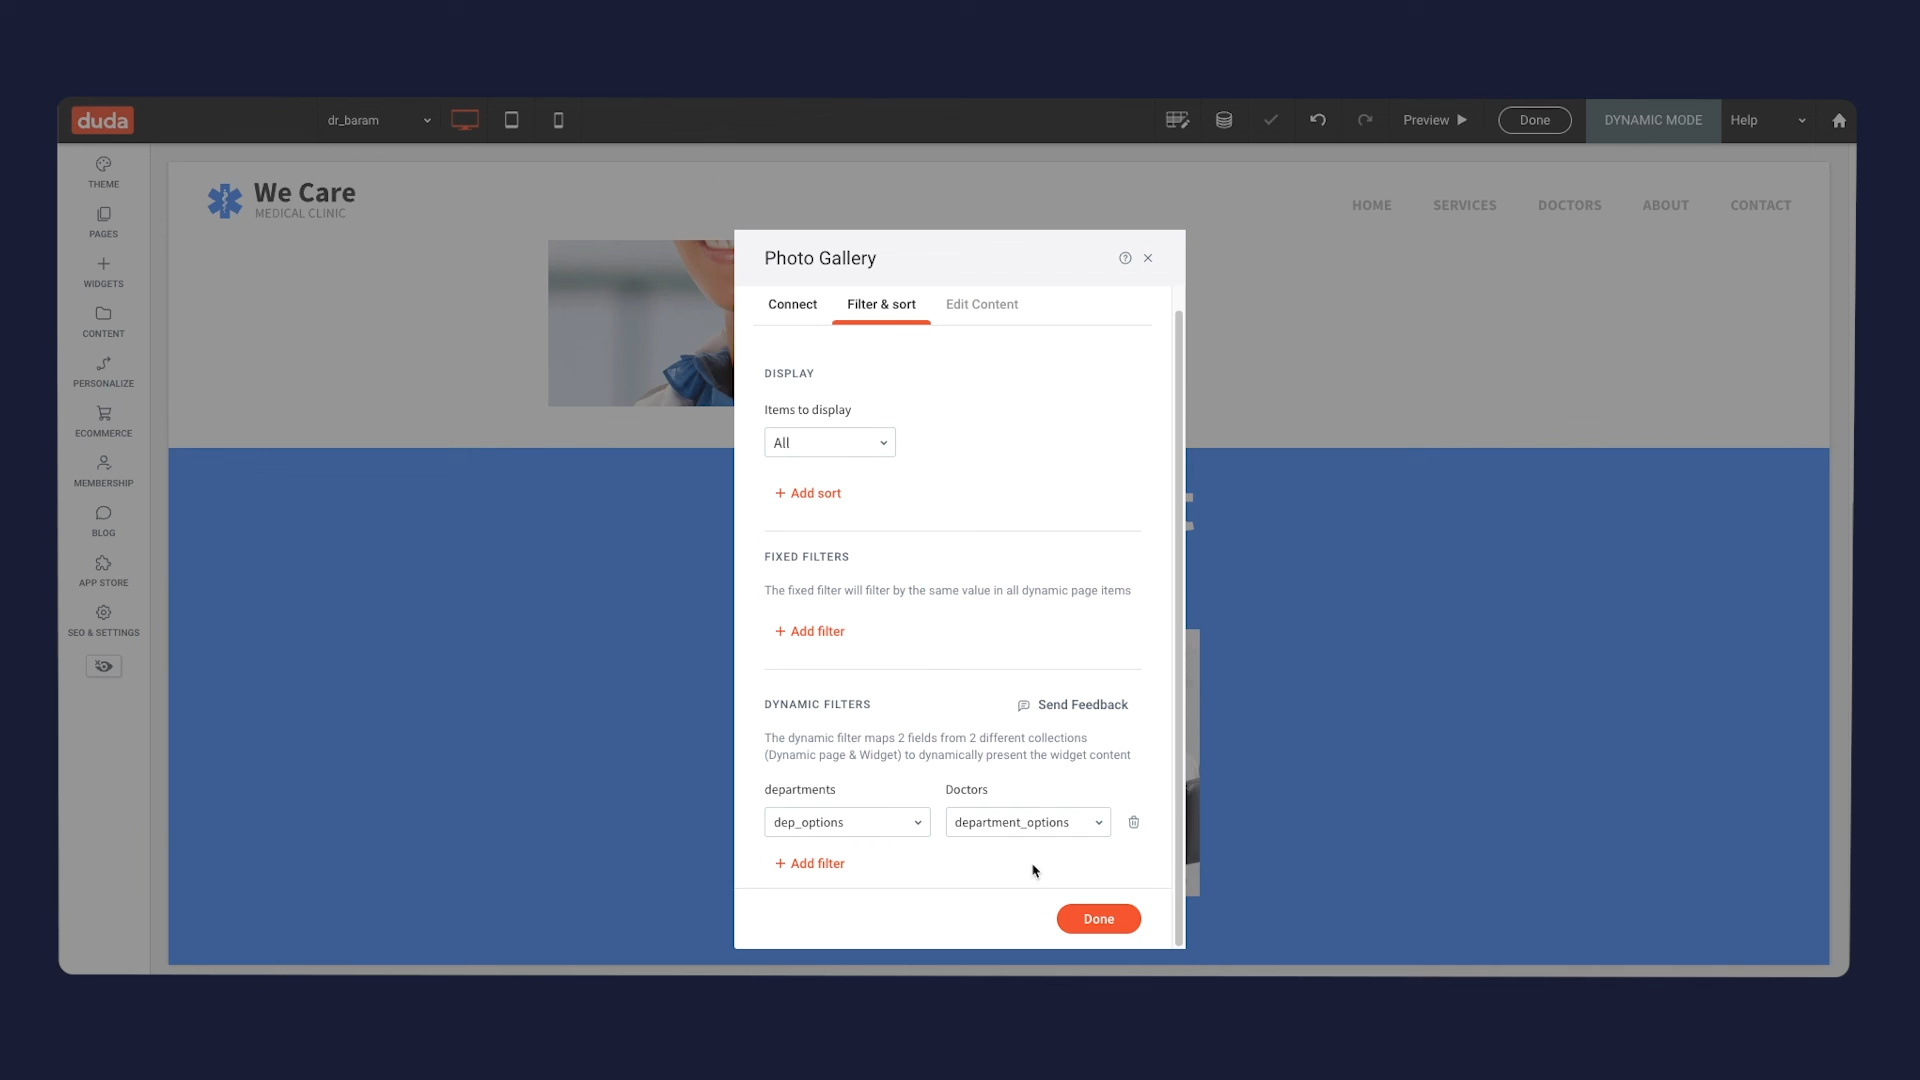 duda
dr_baram
Preview
Done
DYNAMIC MODE
Help
THEME
PAGES
WIDGETS
CONTENT
PERSONALIZE
ECOMMERCE
MEMBERSHIP
BLOG
APP STORE
SEO & SETTINGS
We Care
MEDICAL CLINIC
HOME
SERVICES
DOCTORS
ABOUT
CONTACT
Photo Gallery
Connect
Filter & sort
Edit Content
DISPLAY
Items to display
All
+ Add sort
FIXED FILTERS
The fixed filter will filter by the same value in all dynamic page items
+ Add filter
DYNAMIC FILTERS
Send Feedback
The dynamic filter maps 2 fields from 2 different collections
(Dynamic page & Widget) to dynamically present the widget content
departments
Doctors
dep_options
department_options
+ Add filter
Done